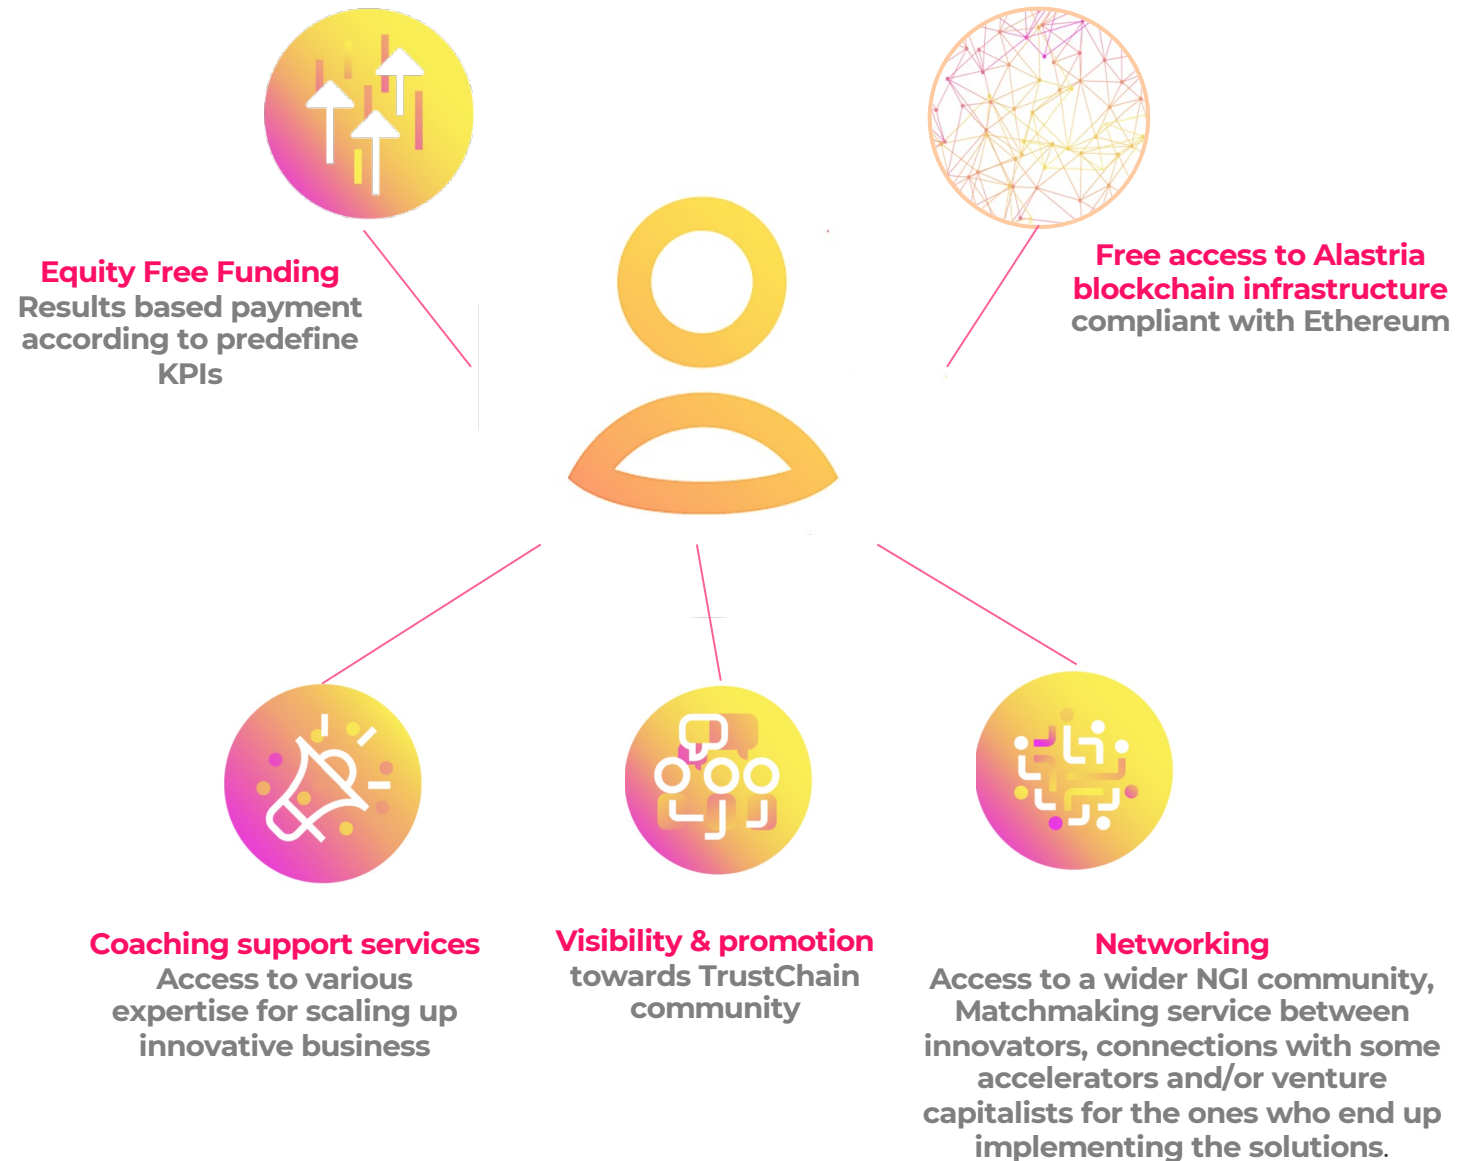 Equity Free Funding
Results based payment
according to predefine
KPIs
Free access to Alastria
blockchain infrastructure
compliant with Ethereum
Coaching support services
Access to various
expertise for scaling up
innovative business
Visibility & promotion
towards TrustChain
community
Networking
Access to a wider NGI community,
Matchmaking service between
innovators, connections with some
accelerators and/or venture
capitalists for the ones who end up
implementing the solutions.